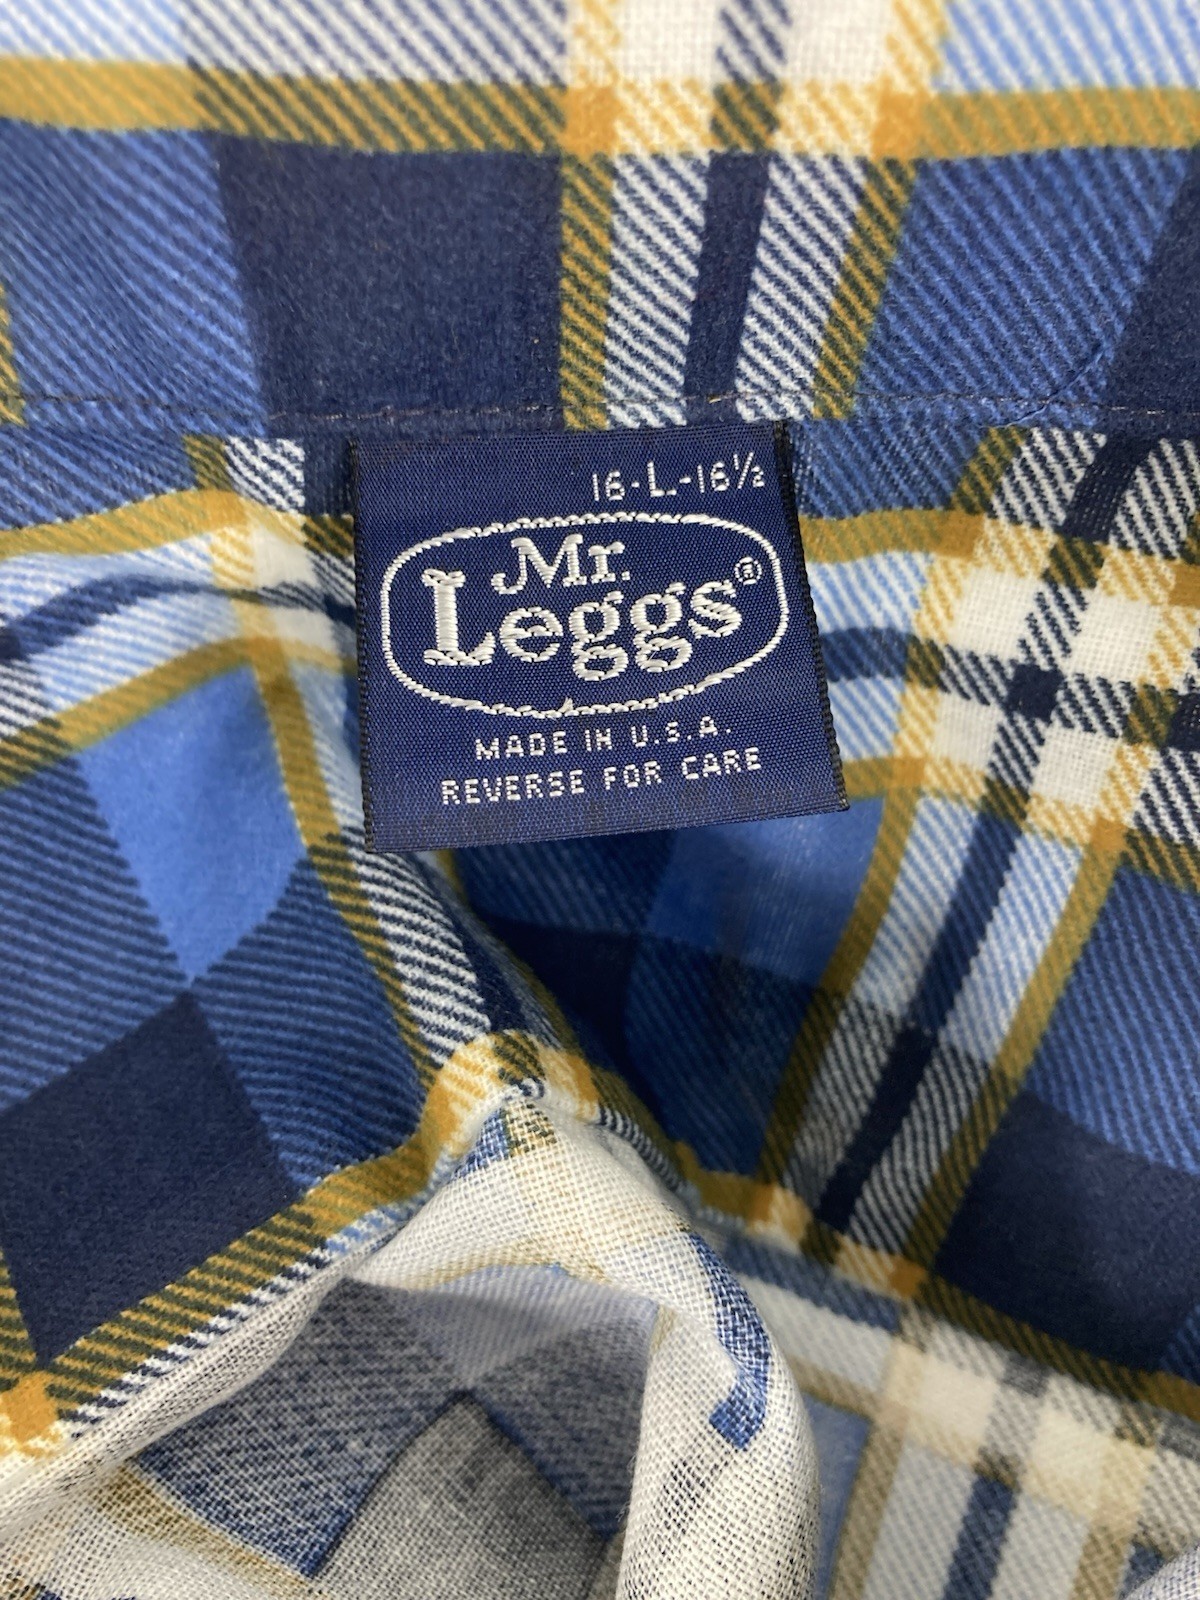 16-L-16½
Mr.
Leggs®
MADE IN U.S.A.
REVERSE FOR CARE